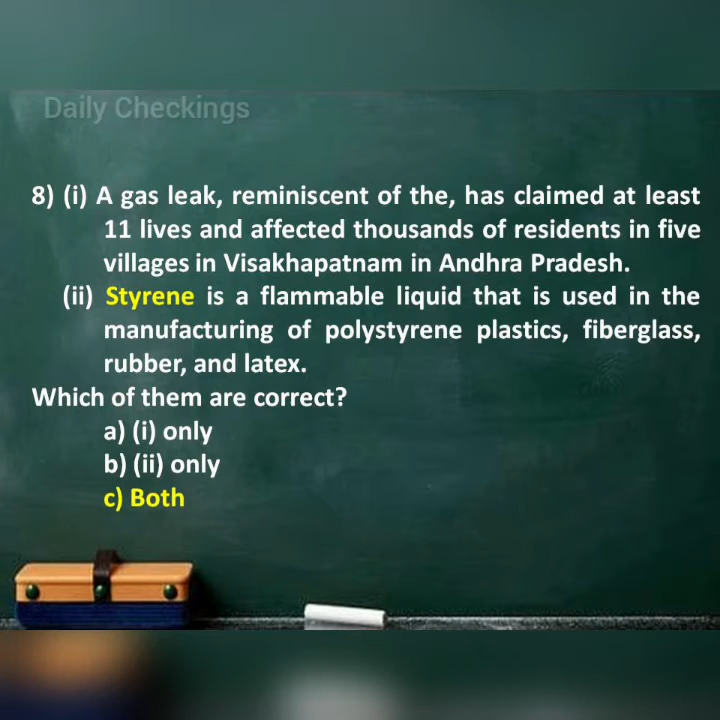 Daily Checkings
8) (i) A gas leak, reminiscent of the, has claimed at least
11 lives and affected thousands of residents in five
villages in Visakhapatnam in Andhra Pradesh.
(ii) Styrene is a flammable liquid that is used in the
manufacturing of polystyrene plastics, fiberglass,
rubber, and latex.
Which of them are correct?
a) (i) only
b) (ii) only
c) Both